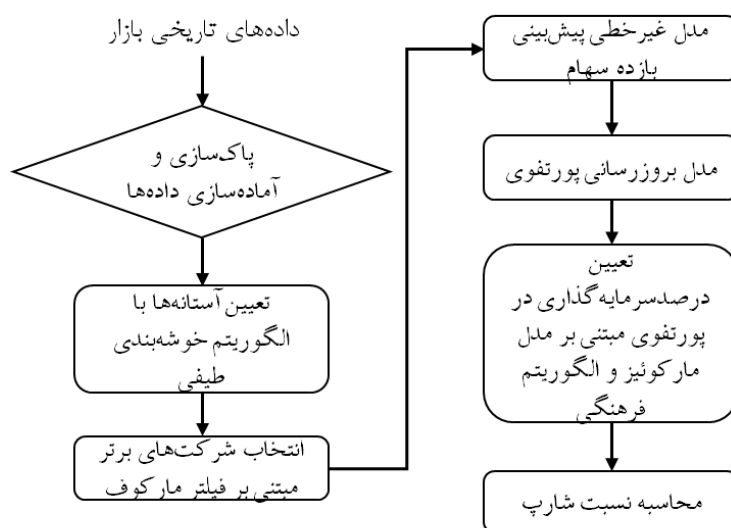 داده‌های تاریخی بازار
پاک‌سازی و
آماده‌سازی داده‌ها
تعیین آستانه‌ها با
الگوریتم خوشه‌بندی
طیفی
انتخاب شرکت‌های برتر
مبتنی بر فیلتر مارکوف
مدل غیرخطی پیش‌بینی
بازده سهام
مدل بروزرسانی پورتفوی
تعیین
درصدسرمایه‌گذاری در
پورتفوی مبتنی بر مدل
مارکوئیز و الگوریتم
فرهنگی
محاسبه نسبت شارپ